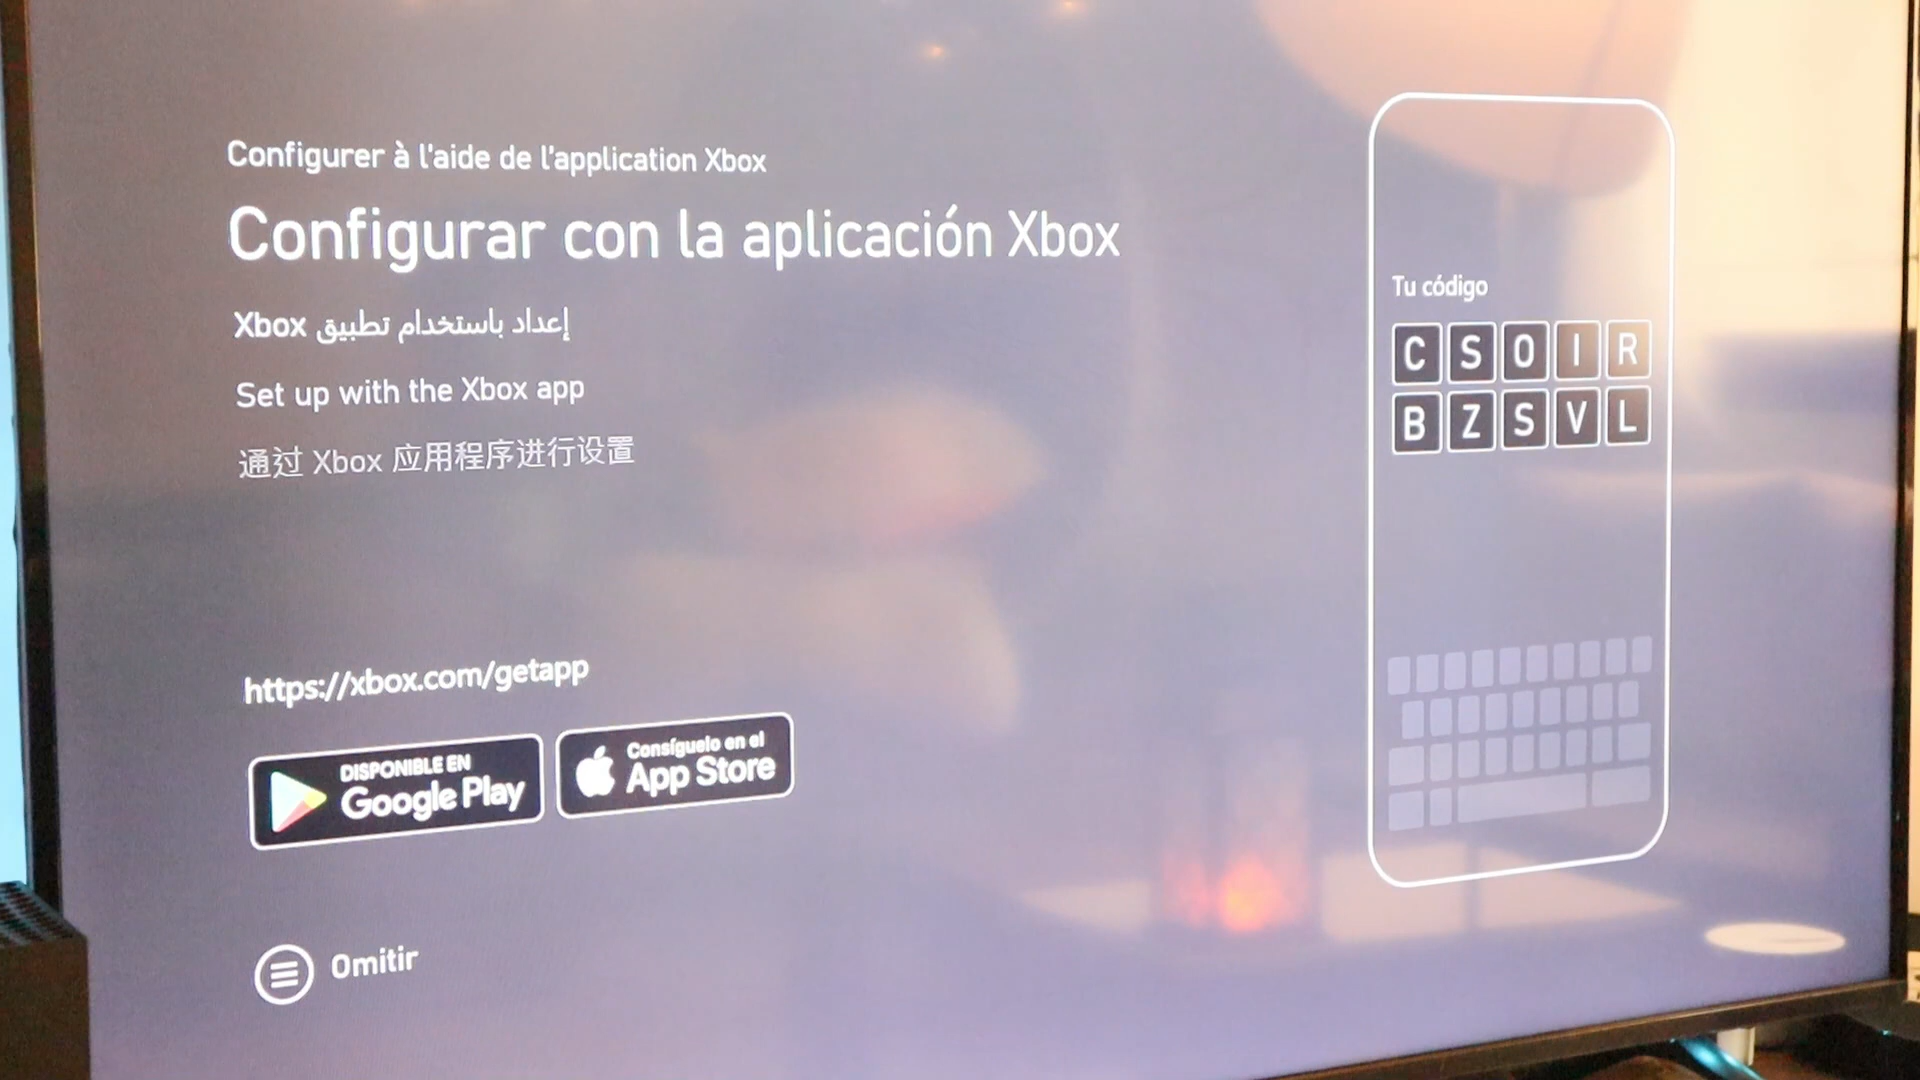 Configurer à l'aide de l'application Xbox
Configurar con la aplicación Xbox
إعداد باستخدام تطبيق Xbox
Set up with the Xbox app
通过 Xbox 应用程序进行设置
https://xbox.com/getapp
DISPONIBLE EN
Google Play
Consíguelo en el
App Store
Omitir
Tu código
C S O I R
B Z S V L